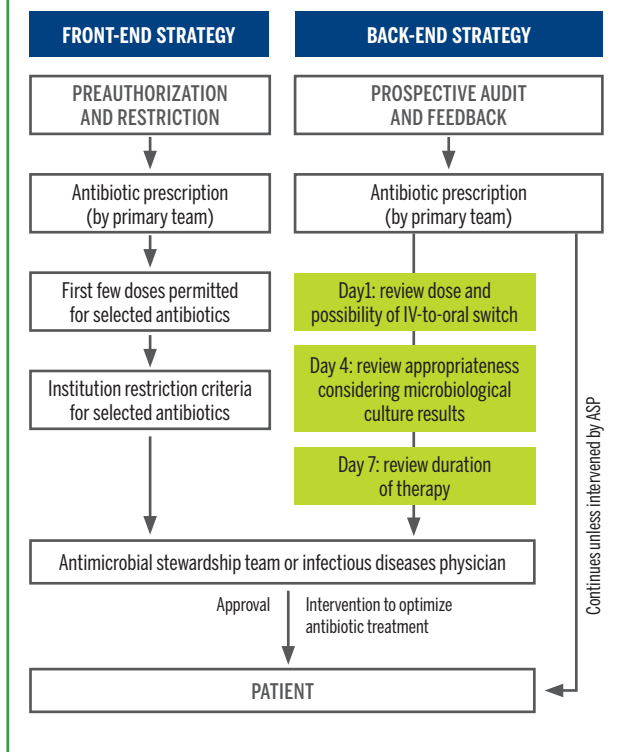 FRONT-END STRATEGY
BACK-END STRATEGY
PREAUTHORIZATION
AND RESTRICTION
PROSPECTIVE AUDIT
AND FEEDBACK
Antibiotic prescription
(by primary team)
Antibiotic prescription
(by primary team)
First few doses permitted
for selected antibiotics
Day1: review dose and
possibility of IV-to-oral switch
Institution restriction criteria
for selected antibiotics
Day 4: review appropriateness
considering microbiological
culture results
Day 7: review duration
of therapy
Continues unless intervened by ASP
Antimicrobial stewardship team or infectious diseases physician
Approval
Intervention to optimize
antibiotic treatment
PATIENT